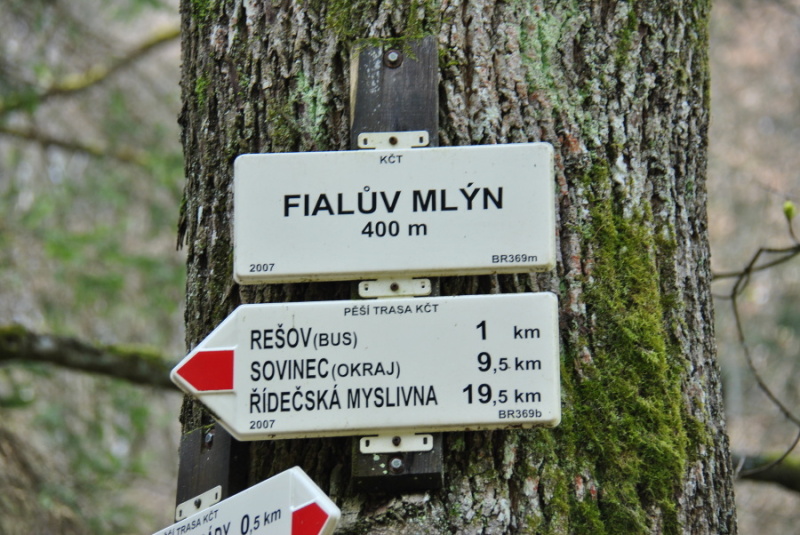 KČT
FIALŮV MLÝN
400 m
2007 BR369m
PĚŠÍ TRASA KČT
REŠOV(BUS) 1 km
SOVINEC(OKRAJ) 9,5 km
ŘÍDEČSKÁ MYSLIVNA 19,5 km
2007 BR369b
PĚŠÍ TRASA KČT
0,5 km